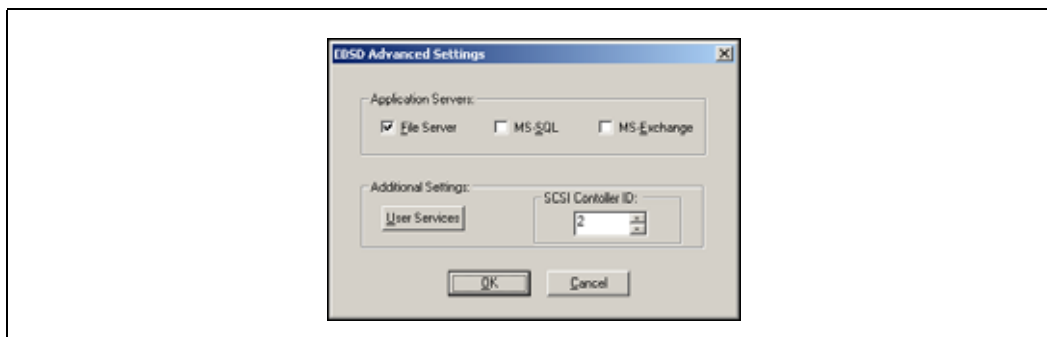 EBSD Advanced Settings
Application Servers:
File Server MS-SQL MS-Exchange
Additional Settings:
SCSI Contoller ID:
User Services 2
OK Cancel